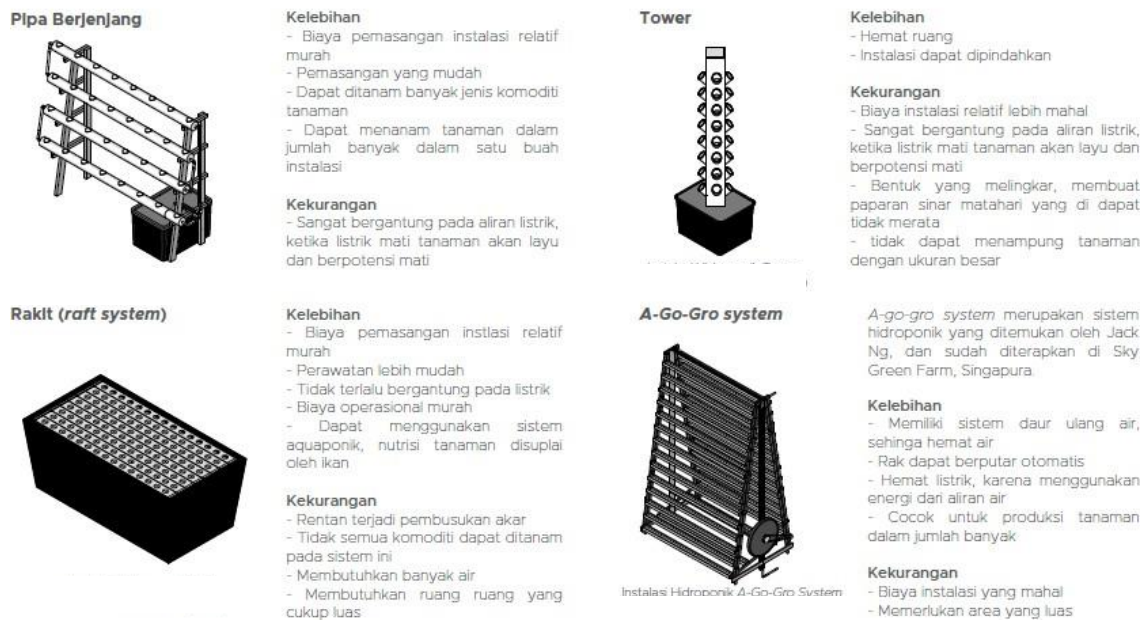 Pipa Berjenjang
Kelebihan
- Biaya pemasangan instalasi relatif
murah
- Pemasangan yang mudah
- Dapat ditanam banyak jenis komoditi
tanaman
- Dapat menanam tanaman dalam
jumlah banyak dalam satu buah
instalasi
Kekurangan
- Sangat bergantung pada aliran listrik,
ketika listrik mati tanaman akan layu
dan berpotensi mati
Tower
Kelebihan
- Hemat ruang
- Instalasi dapat dipindahkan
Kekurangan
- Biaya instalasi relatif lebih mahal
- Sangat bergantung pada aliran listrik,
ketika listrik mati tanaman akan layu dan
berpotensi mati
- Bentuk yang melingkar, membuat
paparan sinar matahari yang di dapat
tidak merata
- tidak dapat menampung tanaman
dengan ukuran besar
Rakit (raft system)
Kelebihan
- Biaya pemasangan instlasi relatif
murah
- Perawatan lebih mudah
- Tidak terlalu bergantung pada listrik
- Biaya operasional murah
- Dapat menggunakan sistem
aquaponik, nutrisi tanaman disuplai
oleh ikan
Kekurangan
- Rentan terjadi pembusukan akar
- Tidak semua komoditi dapat ditanam
pada sistem ini
- Membutuhkan banyak air
- Membutuhkan ruang ruang yang
cukup luas
A-Go-Gro system
Instalasi Hidroponik A-Go-Gro System
A-go-gro system merupakan sistem
hidroponik yang ditemukan oleh Jack
Ng, dan sudah diterapkan di Sky
Green Farm, Singapura.
Kelebihan
- Memiliki sistem daur ulang air,
sehinga hemat air
- Rak dapat berputar otomatis
- Hemat listrik, karena menggunakan
energi dari aliran air
- Cocok untuk produksi tanaman
dalam jumlah banyak
Kekurangan
- Biaya instalasi yang mahal
- Memerlukan area yang luas